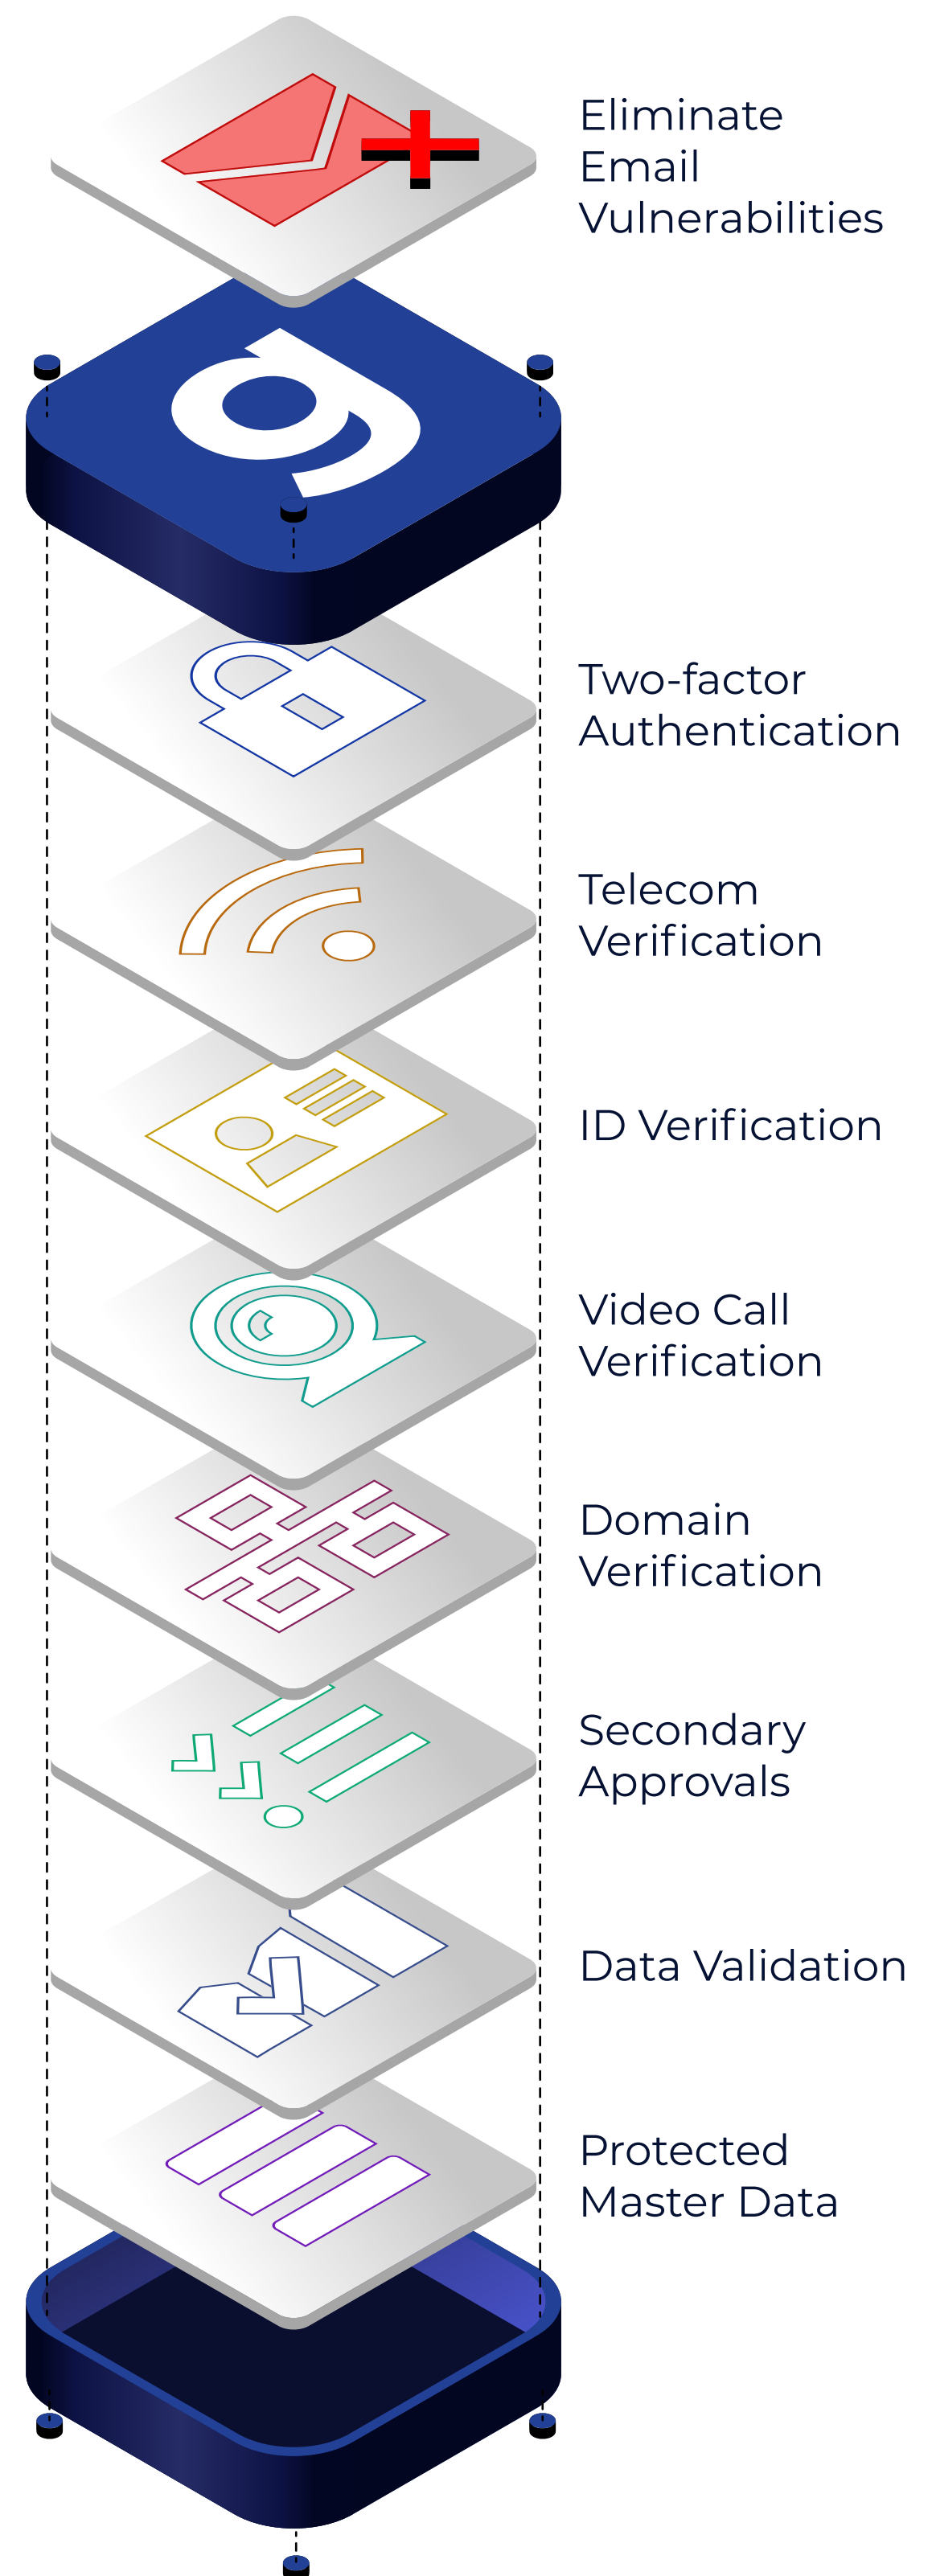 Eliminate
Email
Vulnerabilities
g
Two-factor
Authentication
Telecom
Verification
ID Verification
Video Call
Verification
Domain
Verification
Secondary
Approvals
Data Validation
Protected
Master Data